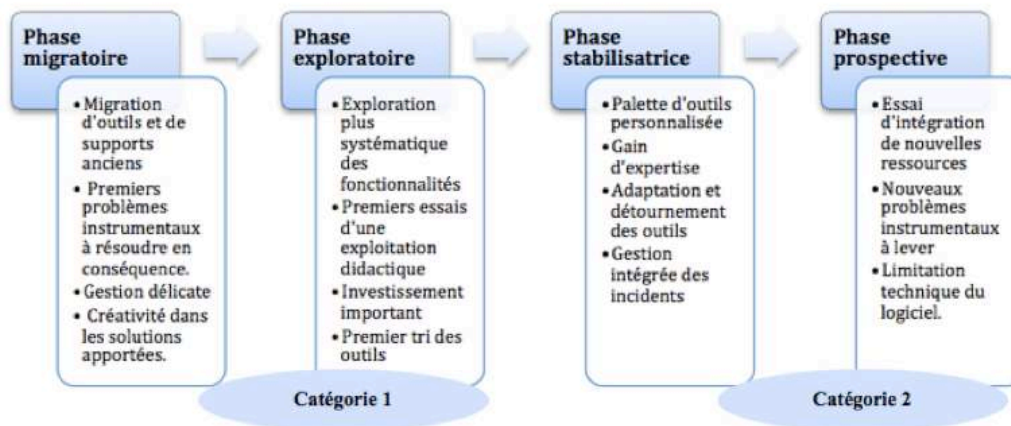 Phase
migratoire
• Migration
d'outils et de
supports
anciens
• Premiers
problèmes
instrumentaux
à résoudre en
conséquence.
• Gestion délicate
• Créativité dans
les solutions
apportées.
Phase
exploratoire
• Exploration
plus
systématique
des
fonctionnalités
• Premiers essais
d'une
exploitation
didactique
• Investissement
important
• Premier tri des
outils
Phase
stabilisatrice
• Palette d'outils
personnalisée
• Gain
d'expertise
• Adaptation et
détournement
des outils
• Gestion
intégrée des
incidents
Phase
prospective
• Essai
d'intégration
de nouvelles
ressources
• Nouveaux
problèmes
instrumentaux
à lever
• Limitation
technique du
logiciel.
Catégorie 1
Catégorie 2